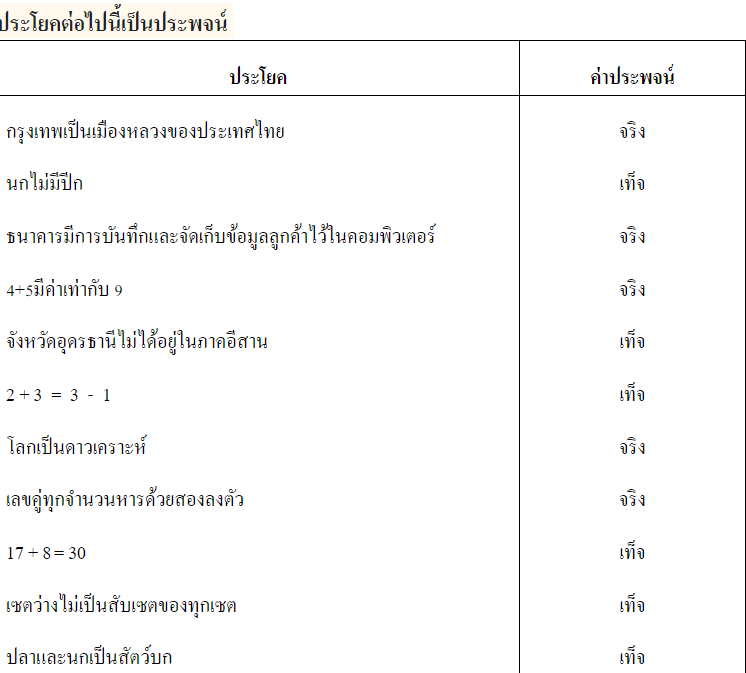 ประโยคต่อไปนี้เป็นประพจน์
ประโยค ค่าประพจน์
กรุงเทพเป็นเมืองหลวงของประเทศไทย จริง
นกไม่มีปีก เท็จ
ธนาคารมีการบันทึกและจัดเก็บข้อมูลลูกค้าไว้ในคอมพิวเตอร์ จริง
4+5มีค่าเท่ากับ 9 จริง
จังหวัดอุดรธานีไม่ได้อยู่ในภาคอีสาน เท็จ
2 + 3 = 3 - 1 เท็จ
โลกเป็นดาวเคราะห์ จริง
เลขคู่ทุกจำนวนหารด้วยสองลงตัว จริง
17 + 8 = 30 เท็จ
เซตว่างไม่เป็นสับเซตของทุกเซต เท็จ
ปลาและนกเป็นสัตว์บก เท็จ